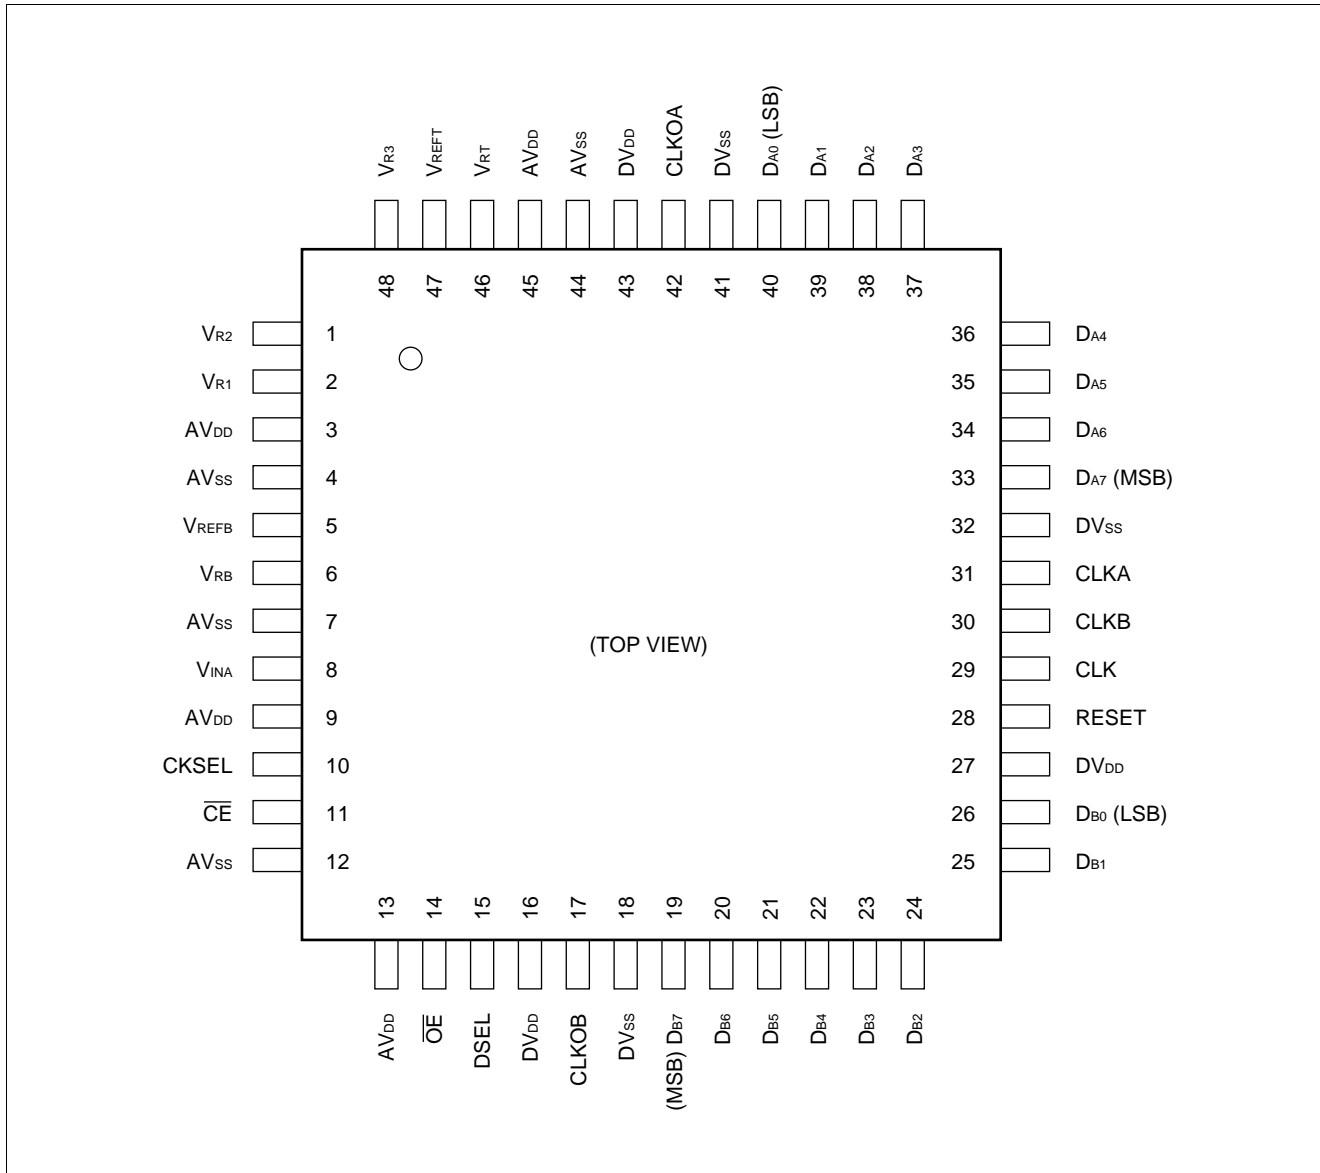 VR3 VREFT VRT AVDD AVSS DVDD CLKOA DVSS DA0 (LSB) DA1 DA2 DA3
48 47 46 45 44 43 42 41 40 39 38 37
VR2 1 36 DA4
VR1 2 35 DA5
AVDD 3 34 DA6
AVSS 4 33 DA7 (MSB)
VREFB 5 32 DVSS
VRB 6 31 CLKA
AVSS 7 30 CLKB
(TOP VIEW)
VINA 8 29 CLK
AVDD 9 28 RESET
CKSEL 10 27 DVDD
CE 11 26 DB0 (LSB)
AVSS 12 25 DB1
13 14 15 16 17 18 19 20 21 22 23 24
AVDD OE DSEL DVDD CLKOB DVSS (MSB) DB7 DB6 DB5 DB4 DB3 DB2